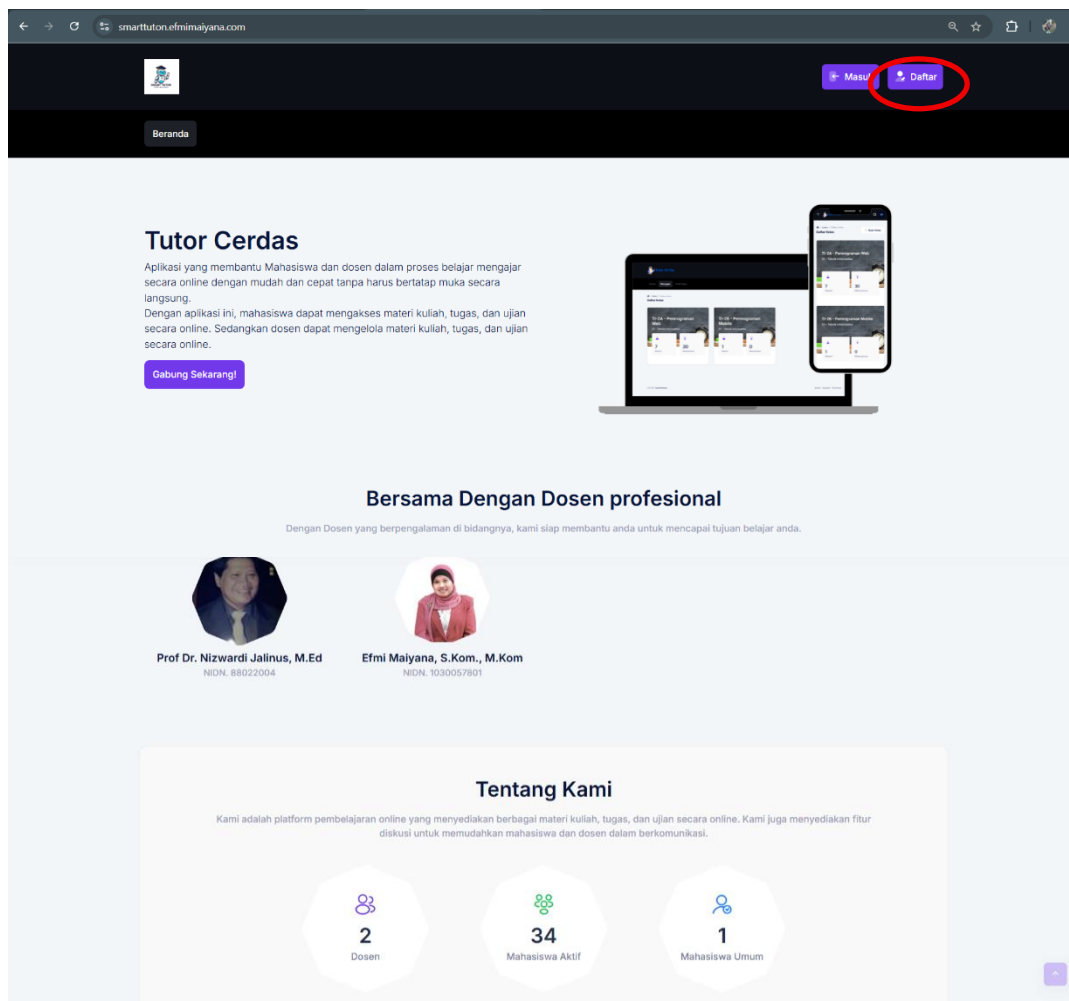 smarttuton.efmimaiyana.com
Masuk
Daftar
Beranda
Tutor Cerdas
Aplikasi yang membantu Mahasiswa dan dosen dalam proses belajar mengajar
secara online dengan mudah dan cepat tanpa harus bertatap muka secara
langsung.
Dengan aplikasi ini, mahasiswa dapat mengakses materi kuliah, tugas, dan ujian
secara online. Sedangkan dosen dapat mengelola materi kuliah, tugas, dan ujian
secara online.
Gabung Sekarang!
Bersama Dengan Dosen profesional
Dengan Dosen yang berpengalaman di bidangnya, kami siap membantu anda untuk mencapai tujuan belajar anda.
Prof Dr. Nizwardi Jalinus, M.Ed
NIDN. 88022004
Efmi Maiyana, S.Kom., M.Kom
NIDN. 1030057801
Tentang Kami
Kami adalah platform pembelajaran online yang menyediakan berbagai materi kuliah, tugas, dan ujian secara online. Kami juga menyediakan fitur
diskusi untuk memudahkan mahasiswa dan dosen dalam berkomunikasi.
2
Dosen
34
Mahasiswa Aktif
1
Mahasiswa Umum